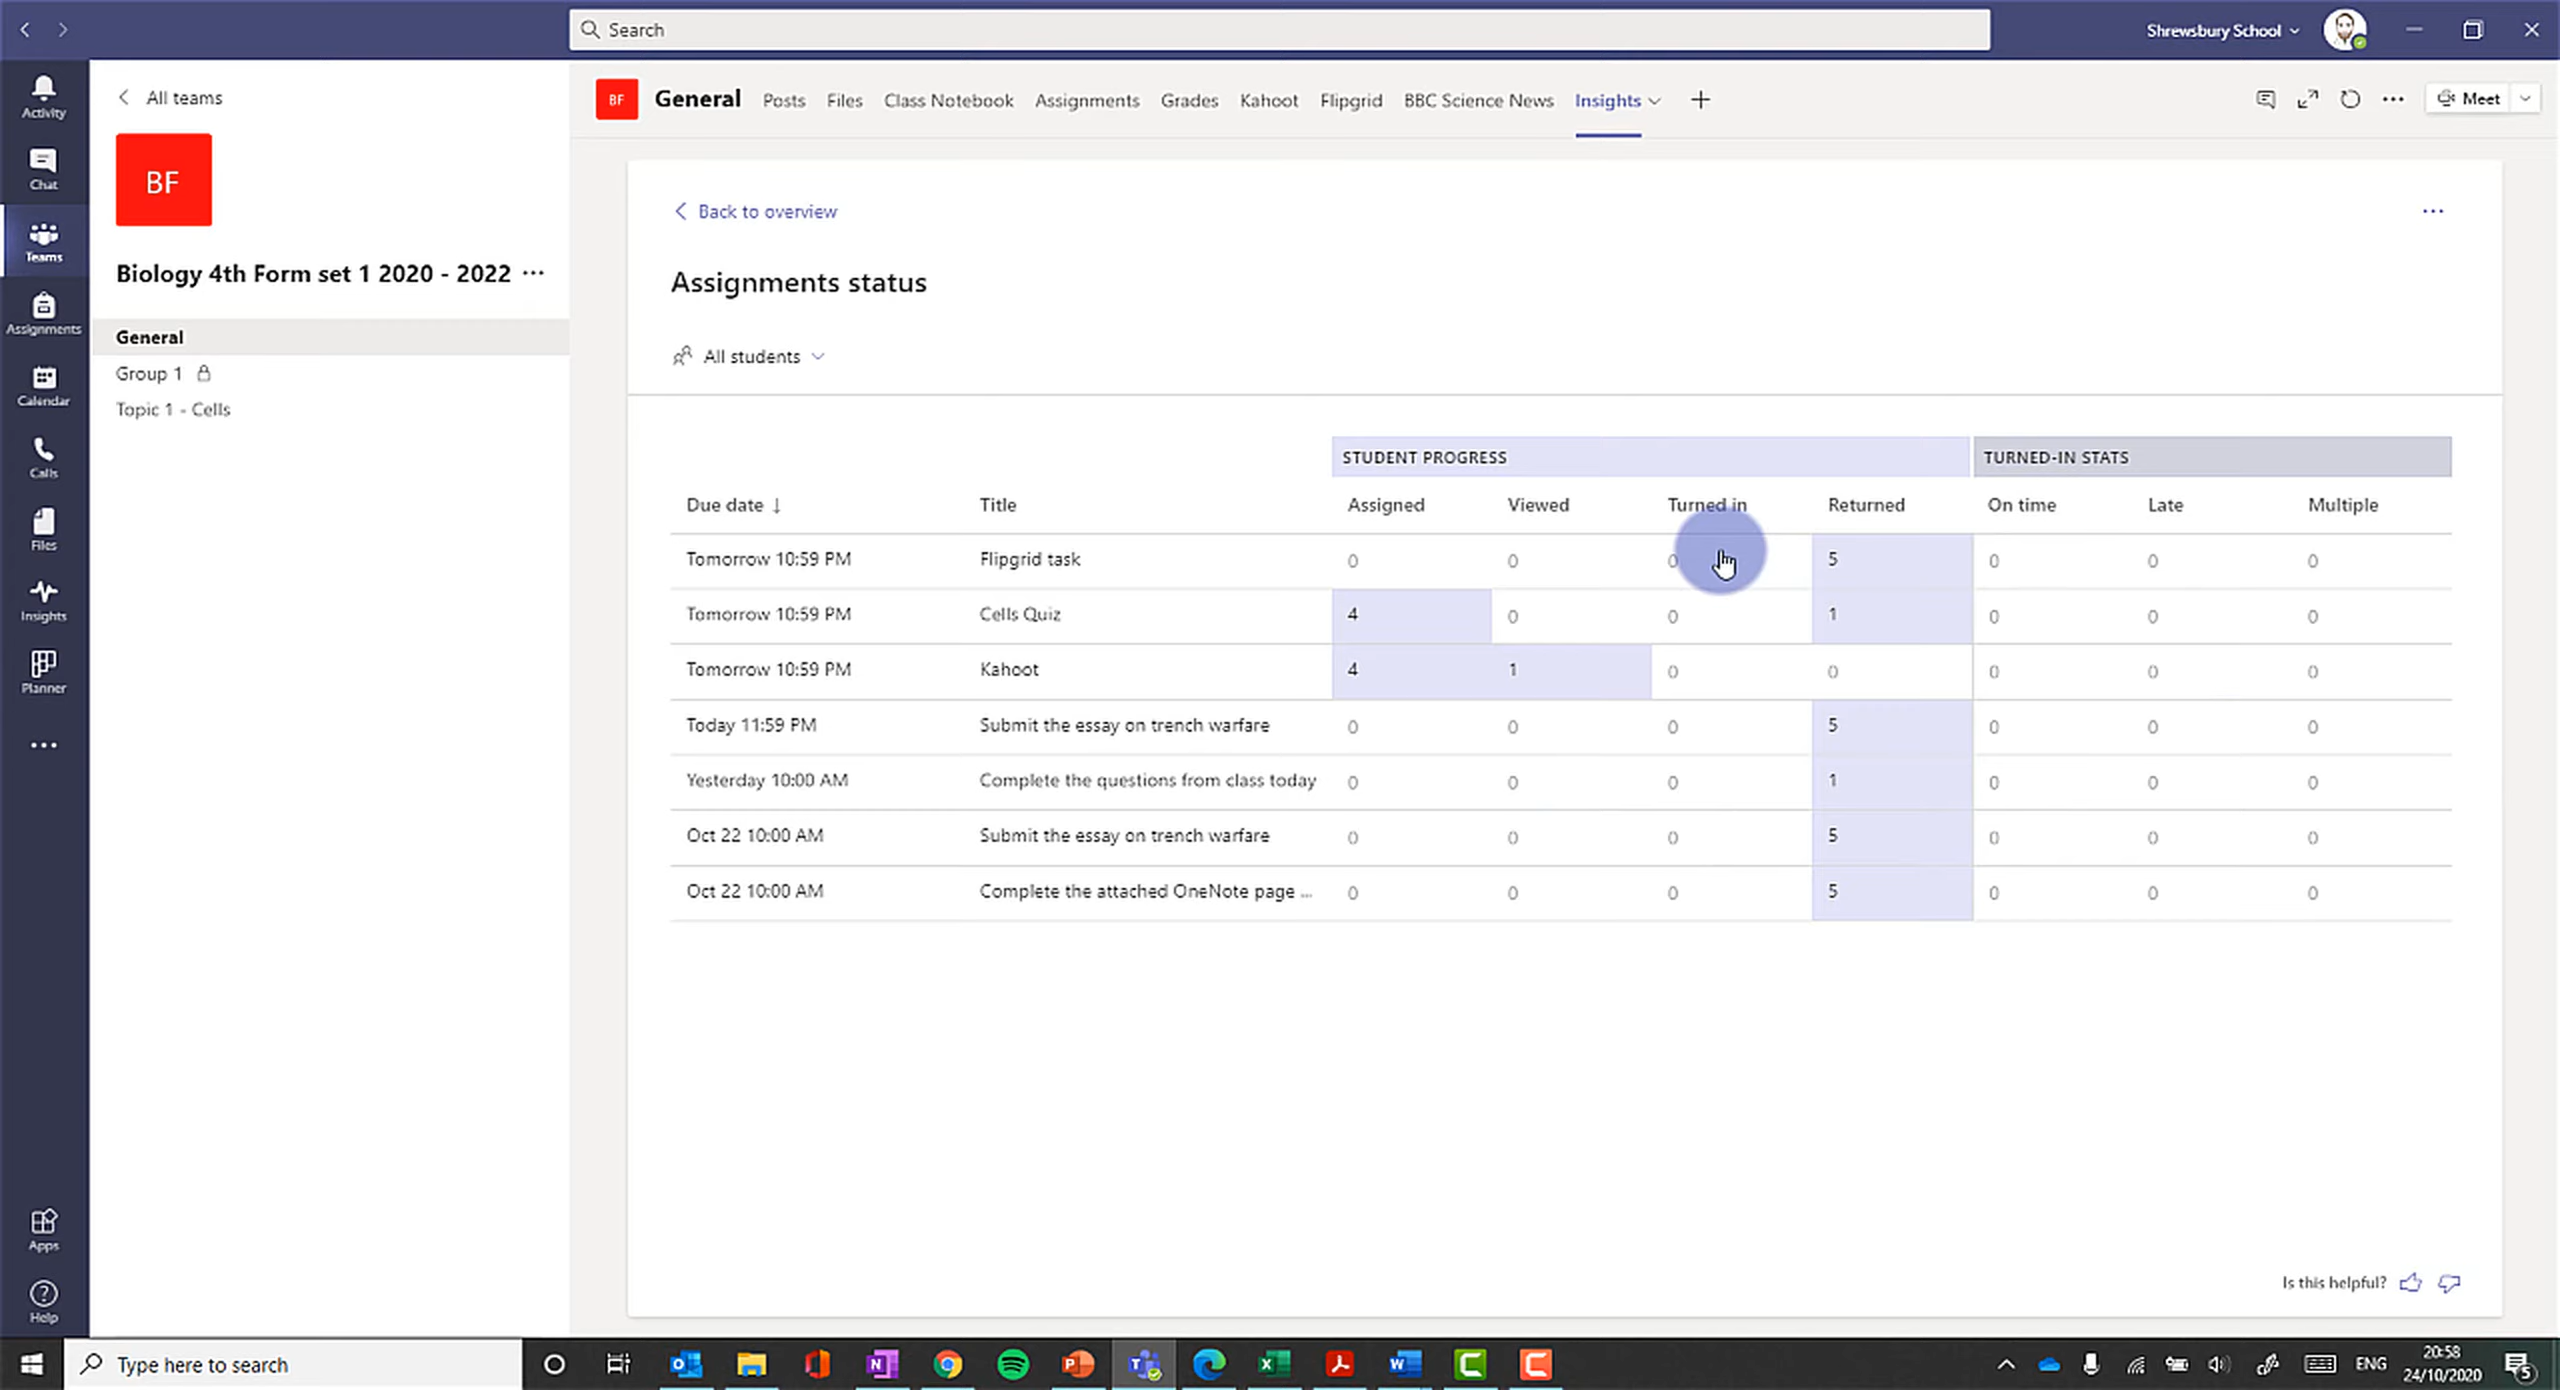 Search
Shrewsbury School
Activity
Chat
Teams
Assignments
Calendar
Calls
Files
Insights
Planner
Apps
Help
All teams
BF
Biology 4th Form set 1 2020 - 2022
General
Group 1
Topic 1 - Cells
BF General Posts Files Class Notebook Assignments Grades Kahoot Flipgrid BBC Science News Insights
Meet
Back to overview
Assignments status
All students
STUDENT PROGRESS TURNED-IN STATS
Due date ↓ Title Assigned Viewed Turned in Returned On time Late Multiple
Tomorrow 10:59 PM Flipgrid task 0 0 0 5 0 0 0
Tomorrow 10:59 PM Cells Quiz 4 0 0 1 0 0 0
Tomorrow 10:59 PM Kahoot 4 1 0 0 0 0 0
Today 11:59 PM Submit the essay on trench warfare 0 0 0 5 0 0 0
Yesterday 10:00 AM Complete the questions from class today 0 0 0 1 0 0 0
Oct 22 10:00 AM Submit the essay on trench warfare 0 0 0 5 0 0 0
Oct 22 10:00 AM Complete the attached OneNote page ... 0 0 0 5 0 0 0
Is this helpful?
Type here to search
ENG
20:58
24/10/2020
5